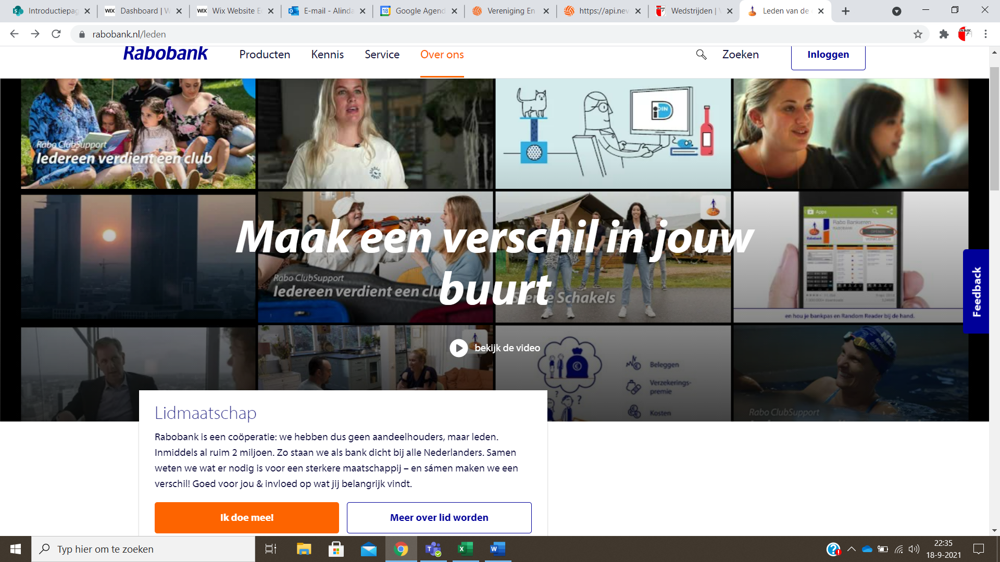 Introductiepag
Dashboard | W
Wix Website E
E-mail - Alinda
Google Agend
Vereniging En
https://api.nev
Wedstrijden | V
Leden van de
rabobank.nl/leden
Rabobank
Producten
Kennis
Service
Over ons
Zoeken
Inloggen
Rabo ClubSupport
Iedereen verdient een club
iDIN
Maak een verschil in jouw
buurt
Rabo ClubSupport
Iedereen verdient een clu
Schakels
Apps
Rabo Bankieren
RABOBANK
OPENEN
en hou je bankpas en Random Reader bij de hand.
Feedback
bekijk de video
Beleggen
Verzekerings-
premie
Kosten
Rabo ClubSupport
Lidmaatschap
Rabobank is een coöperatie: we hebben dus geen aandeelhouders, maar leden.
Inmiddels al ruim 2 miljoen. Zo staan we als bank dicht bij alle Nederlanders. Samen
weten we wat er nodig is voor een sterkere maatschappij – en sámen maken we een
verschil! Goed voor jou & invloed op wat jij belangrijk vindt.
Ik doe mee!
Meer over lid worden
Typ hier om te zoeken
22:35
18-9-2021